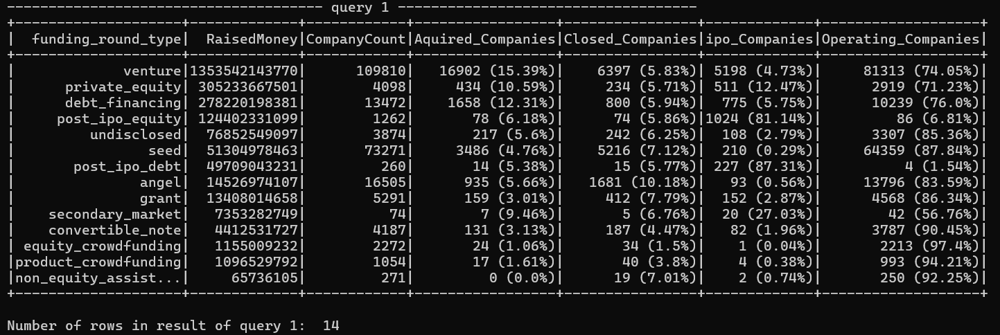 -------------------------------------- query 1 ------------------------------------
+--------------------+-------------+------------+-----------------+----------------+-------------+-------------------+
|  funding_round_type|  RaisedMoney|CompanyCount|Aquired_Companies|Closed_Companies|ipo_Companies|Operating_Companies|
+--------------------+-------------+------------+-----------------+----------------+-------------+-------------------+
|             venture|1353542143770|      109810|   16902 (15.39%)|    6397 (5.83%)| 5198 (4.73%)|     81313 (74.05%)|
|      private_equity| 305233667501|        4098|     434 (10.59%)|     234 (5.71%)| 511 (12.47%)|      2919 (71.23%)|
|      debt_financing| 278220198381|       13472|    1658 (12.31%)|     800 (5.94%)|  775 (5.75%)|      10239 (76.0%)|
|     post_ipo_equity| 124402331099|        1262|       78 (6.18%)|      74 (5.86%)|1024 (81.14%)|         86 (6.81%)|
|         undisclosed|  76852549097|        3874|       217 (5.6%)|     242 (6.25%)|  108 (2.79%)|      3307 (85.36%)|
|                seed|  51304978463|       73271|     3486 (4.76%)|    5216 (7.12%)|  210 (0.29%)|     64359 (87.84%)|
|       post_ipo_debt|  49709043231|         260|       14 (5.38%)|      15 (5.77%)| 227 (87.31%)|          4 (1.54%)|
|               angel|  14526974107|       16505|      935 (5.66%)|   1681 (10.18%)|   93 (0.56%)|     13796 (83.59%)|
|               grant|  13408014658|        5291|      159 (3.01%)|     412 (7.79%)|  152 (2.87%)|      4568 (86.34%)|
|    secondary_market|   7353282749|          74|        7 (9.46%)|       5 (6.76%)|  20 (27.03%)|        42 (56.76%)|
|    convertible_note|   4412531727|        4187|      131 (3.13%)|     187 (4.47%)|   82 (1.96%)|      3787 (90.45%)|
| equity_crowdfunding|   1155009232|        2272|       24 (1.06%)|       34 (1.5%)|    1 (0.04%)|       2213 (97.4%)|
|product_crowdfunding|   1096529792|        1054|       17 (1.61%)|       40 (3.8%)|    4 (0.38%)|       993 (94.21%)|
|non_equity_assist...|     65736105|         271|         0 (0.0%)|      19 (7.01%)|    2 (0.74%)|       250 (92.25%)|
+--------------------+-------------+------------+-----------------+----------------+-------------+-------------------+
Number of rows in result of query 1:  14